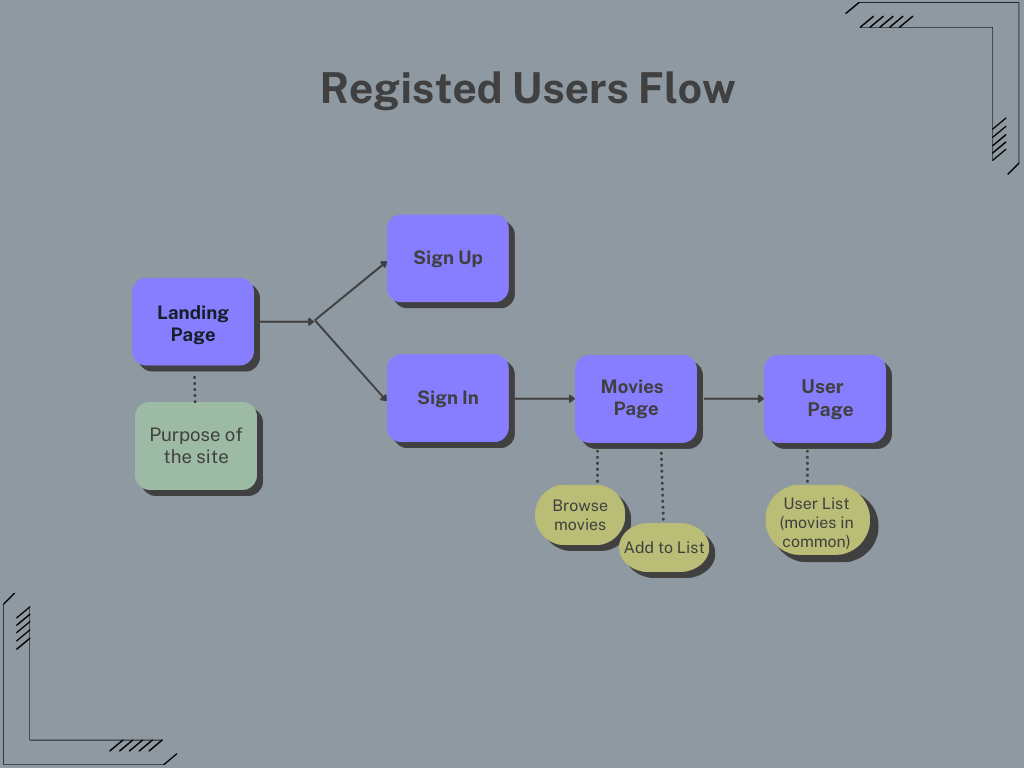 Registed Users Flow
Sign Up
Landing
Page
Sign In
Movies
Page
User
Page
Purpose of
the site
Browse
movies
Add to List
User List
(movies in
common)